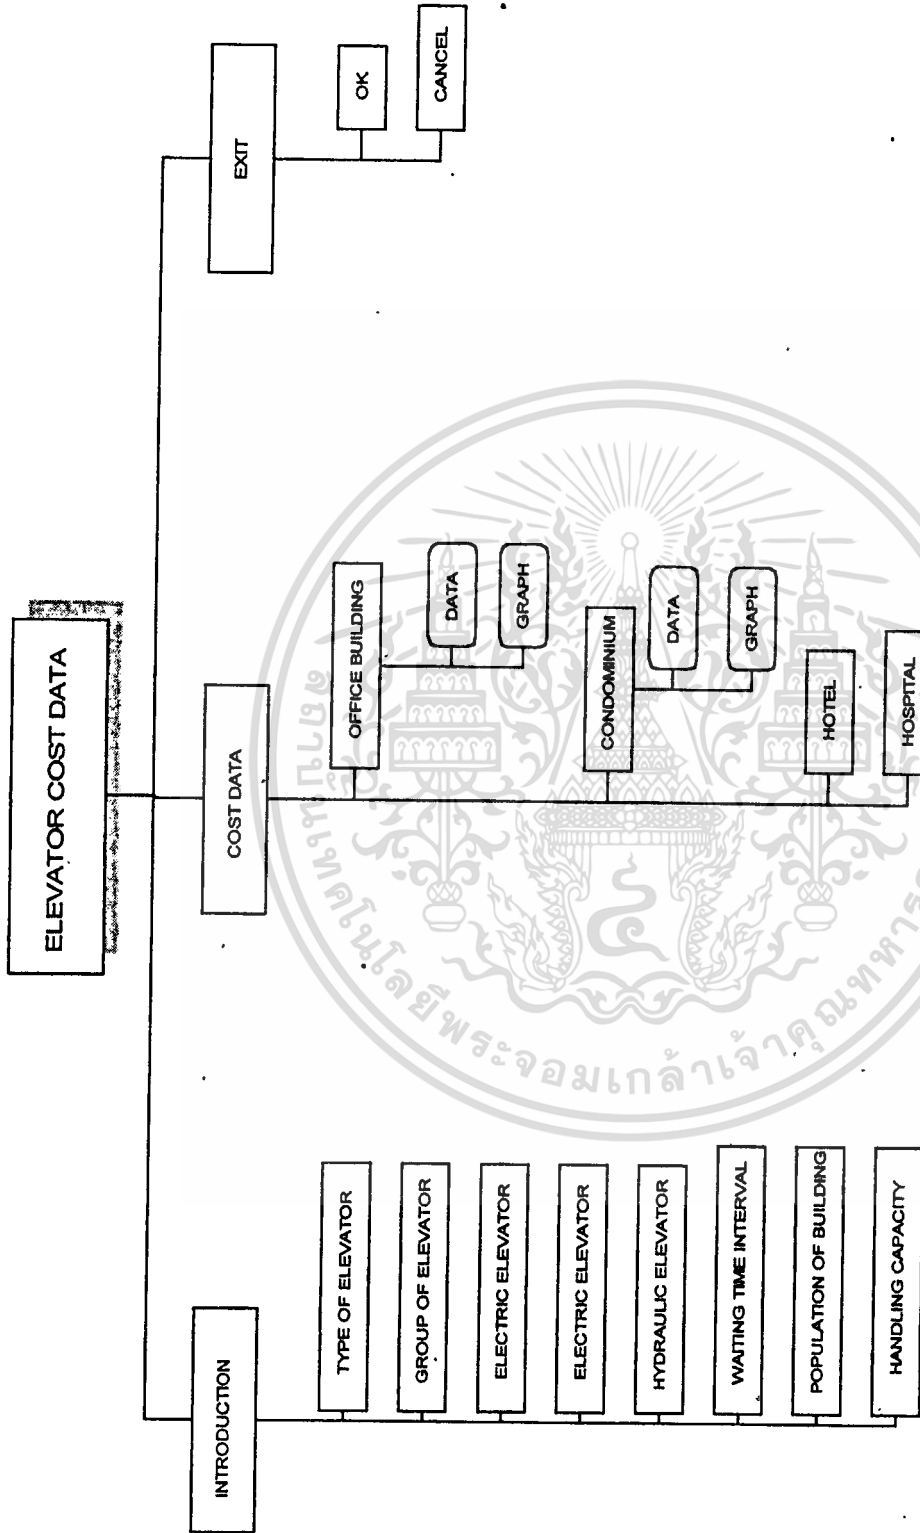 ELEVATOR COST DATA
INTRODUCTION
TYPE OF ELEVATOR
GROUP OF ELEVATOR
ELECTRIC ELEVATOR
ELECTRIC ELEVATOR
HYDRAULIC ELEVATOR
WAITING TIME INTERVAL
POPULATION OF BUILDING
HANDLING CAPACITY
COST DATA
OFFICE BUILDING
DATA
GRAPH
CONDOMINIUM
DATA
GRAPH
HOTEL
HOSPITAL
EXIT
OK
CANCEL